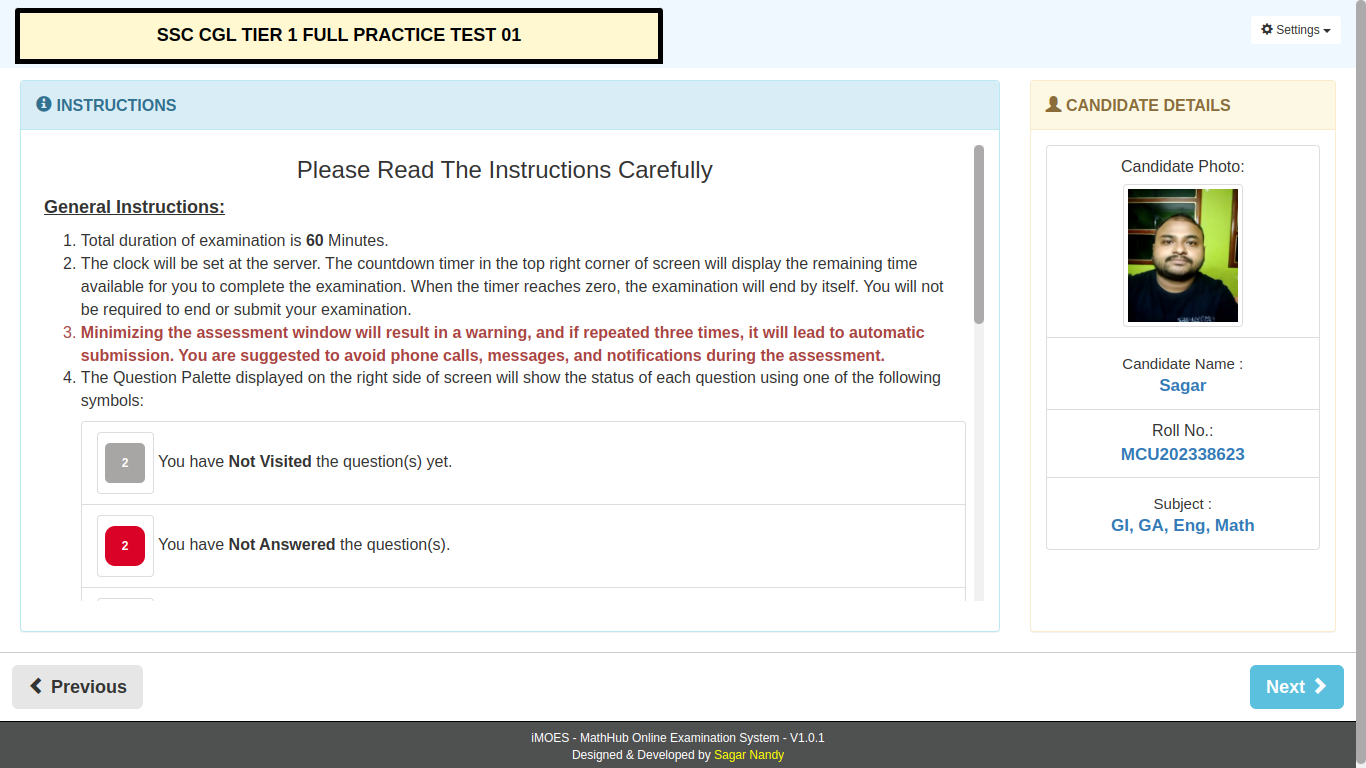 SSC CGL TIER 1 FULL PRACTICE TEST 01
Settings
INSTRUCTIONS
Please Read The Instructions Carefully
General Instructions:
1. Total duration of examination is 60 Minutes.
2. The clock will be set at the server. The countdown timer in the top right corner of screen will display the remaining time
available for you to complete the examination. When the timer reaches zero, the examination will end by itself. You will not
be required to end or submit your examination.
3. Minimizing the assessment window will result in a warning, and if repeated three times, it will lead to automatic
submission. You are suggested to avoid phone calls, messages, and notifications during the assessment.
4. The Question Palette displayed on the right side of screen will show the status of each question using one of the following
symbols:
2 You have Not Visited the question(s) yet.
2 You have Not Answered the question(s).
CANDIDATE DETAILS
Candidate Photo:
Candidate Name :
Sagar
Roll No.:
MCU202338623
Subject :
GI, GA, Eng, Math
Previous
Next
iMOES - MathHub Online Examination System - V1.0.1
Designed & Developed by Sagar Nandy